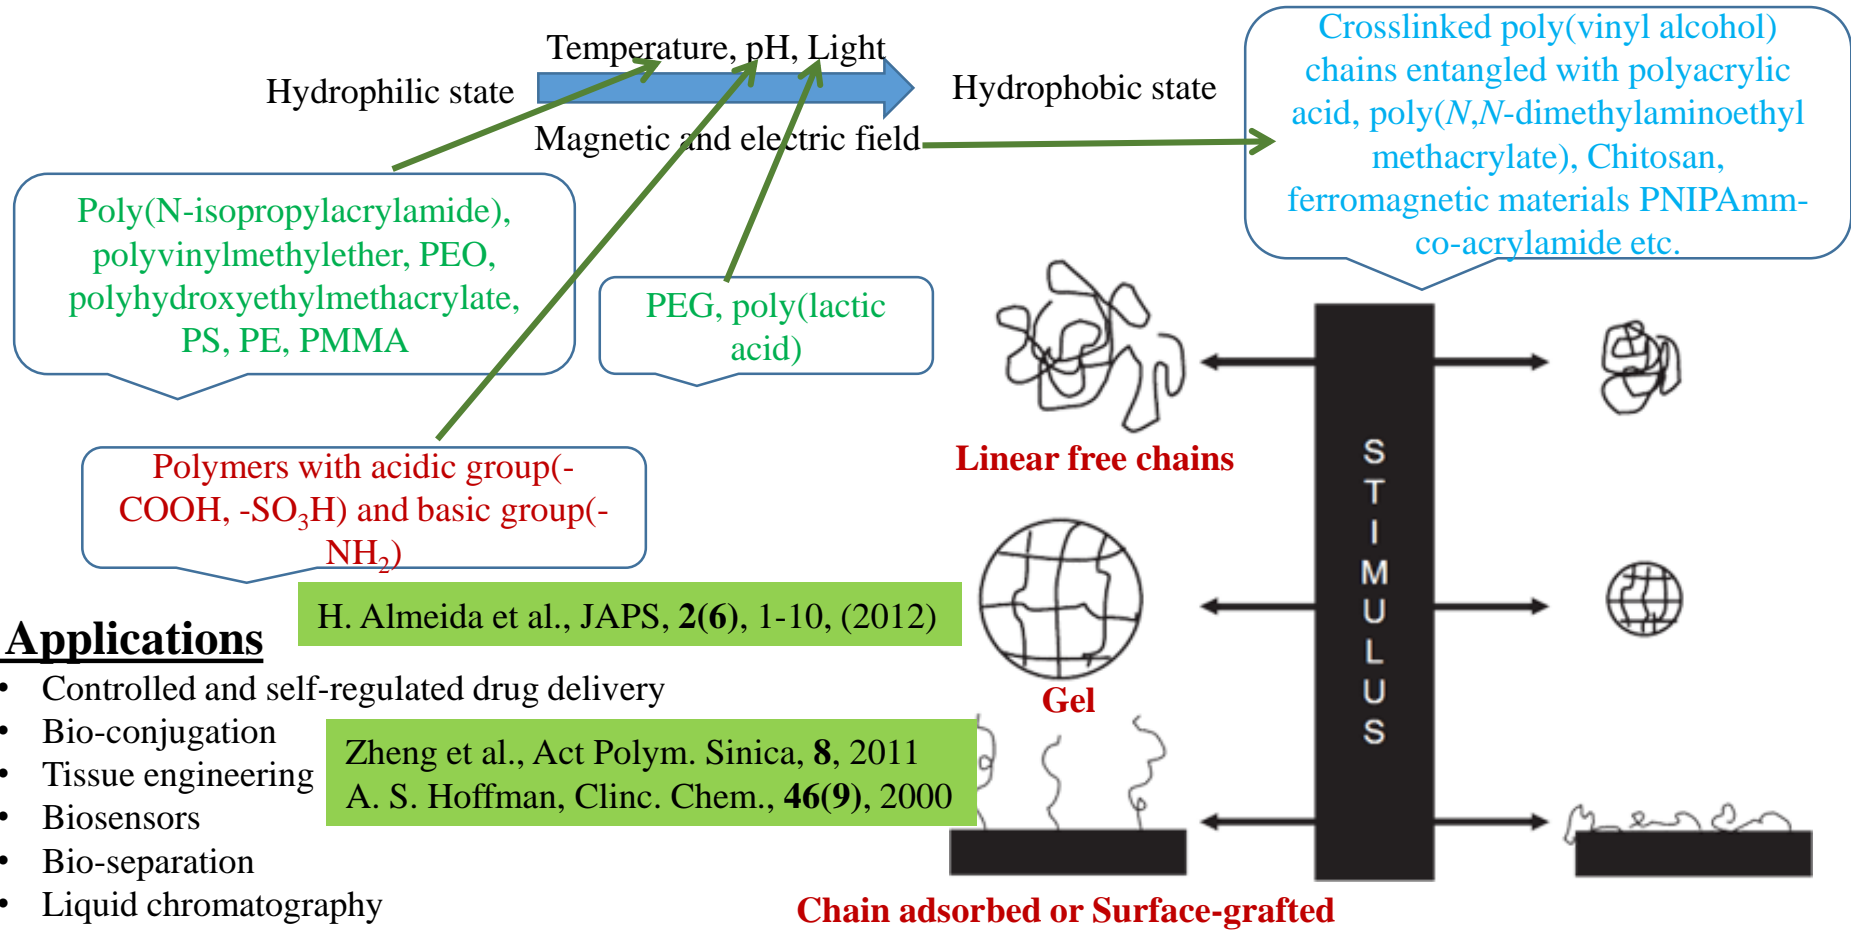 Temperature, pH, Light
Hydrophilic state
Hydrophobic state
Magnetic and electric field
Crosslinked poly(vinyl alcohol)
chains entangled with polyacrylic
acid, poly(N,N-dimethylaminoethyl
methacrylate), Chitosan,
ferromagnetic materials PNIPAmm-
co-acrylamide etc.
Poly(N-isopropylacrylamide),
polyvinylmethylether, PEO,
polyhydroxyethylmethacrylate,
PS, PE, PMMA
PEG, poly(lactic
acid)
Polymers with acidic group(-
COOH, -SO₃H) and basic group(-
NH₂)
Linear free chains
Gel
Chain adsorbed or Surface-grafted
STIMULUS
H. Almeida et al., JAPS, 2(6), 1-10, (2012)
Applications
• Controlled and self-regulated drug delivery
• Bio-conjugation
• Tissue engineering
• Biosensors
• Bio-separation
• Liquid chromatography
Zheng et al., Act Polym. Sinica, 8, 2011
A. S. Hoffman, Clinc. Chem., 46(9), 2000